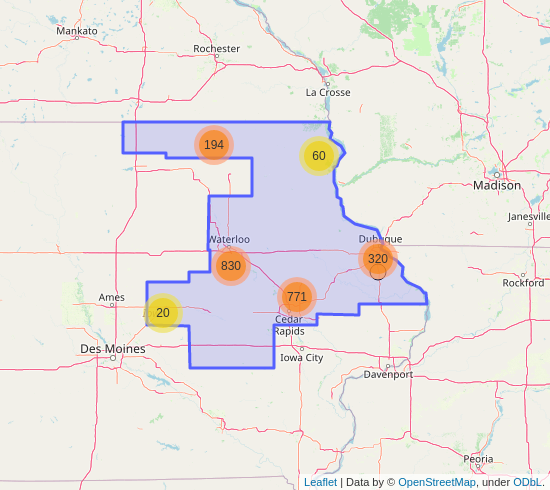 Mankato
Rochester
La Crosse
194
60
Madison
Janesville
Waterloo
Dubuque
320
830
Rockford
771
Ames
20
Cedar
Rapids
Des Moines
Iowa City
Davenport
Peoria
Leaflet | Data by © OpenStreetMap, under ODbL.